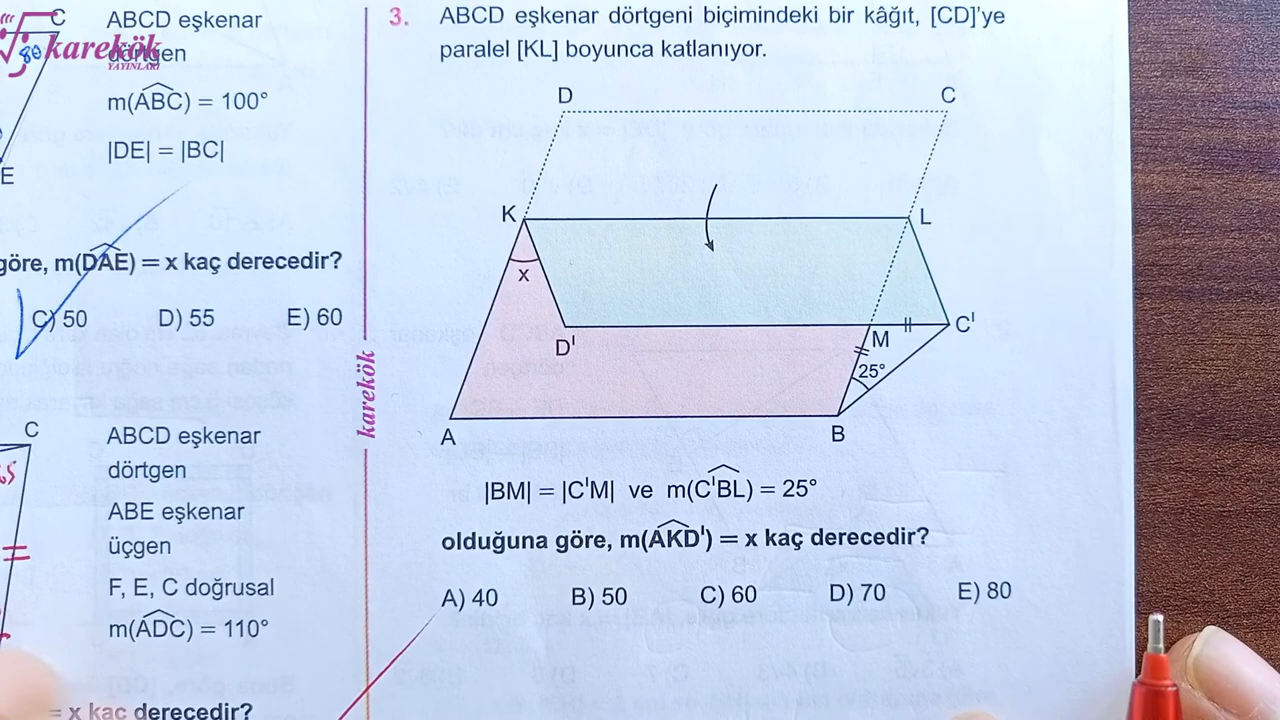 C
80
karekök
YAYINLARI
ABCD eşkenar
dörtgen
m(ABC) = 100°
|DE| = |BC|
E
göre, m(DAE) = x kaç derecedir?
C) 50 D) 55 E) 60
C
ABCD eşkenar
dörtgen
ABE eşkenar
üçgen
F, E, C doğrusal
m(ADC) = 110°
= x kaç derecedir?
karekök
3. ABCD eşkenar dörtgeni biçimindeki bir kâğıt, [CD]'ye
paralel [KL] boyunca katlanıyor.
D C
K L
x
D' M C'
25°
A B
|BM| = |C'M| ve m(C'BL) = 25°
olduğuna göre, m(AKD') = x kaç derecedir?
A) 40 B) 50 C) 60 D) 70 E) 80